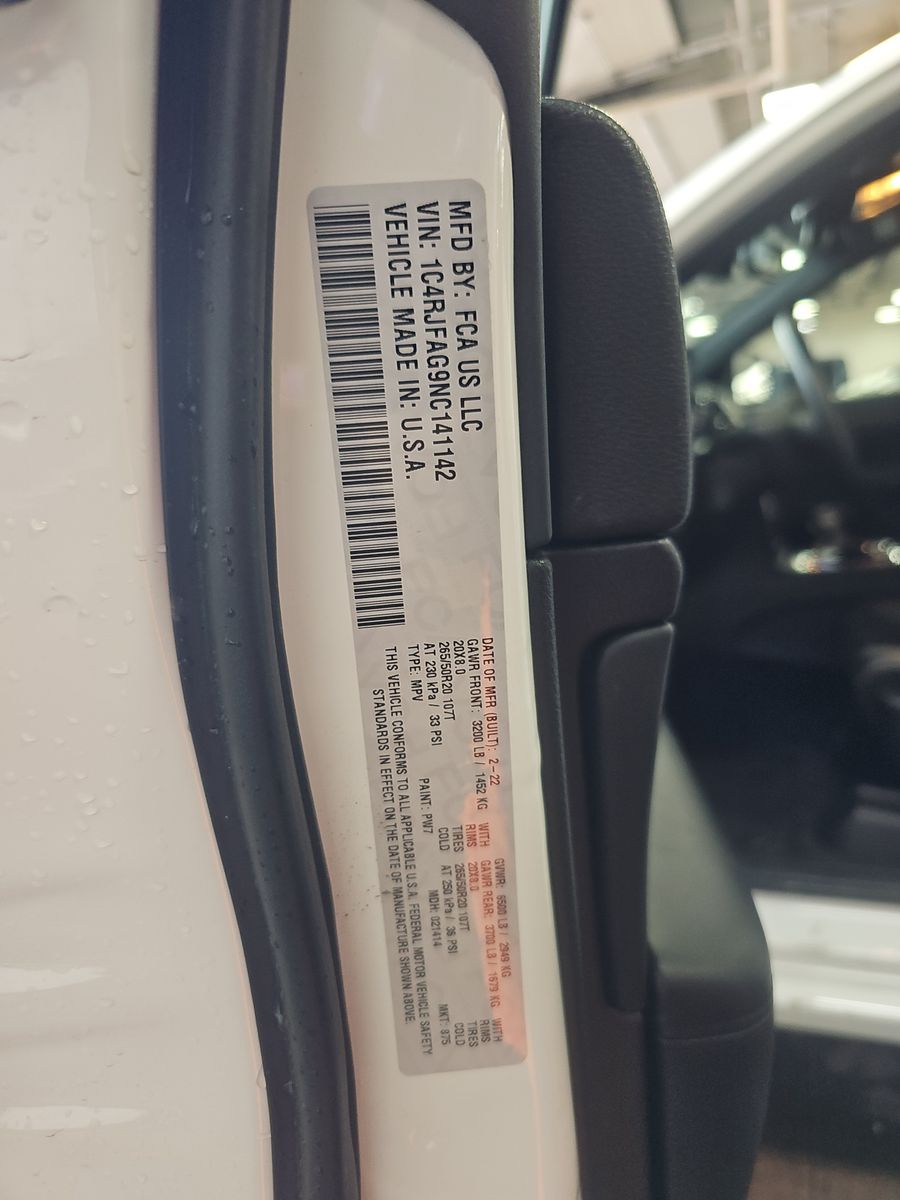 MFD BY: FCA US LLC
VIN: 1C4RJFAG9NC141142
VEHICLE MADE IN: U.S.A.
DATE OF MFR (BUILT): 2-22 GVWR: 6500 LB / 2949 KG
GAWR FRONT: 3200 LB / 1452 KG WITH GAWR REAR: 3700 LB / 1679 KG WITH
20X8.0 RIMS 20X8.0 RIMS
265/50R20 107T TIRES 265/50R20 107T TIRES
AT 230 kPa / 33 PSI COLD AT 250 kPa / 36 PSI COLD
TYPE: MPV PAINT: PW7 MDH: 021414 MKT: 875
THIS VEHICLE CONFORMS TO ALL APPLICABLE U.S.A. FEDERAL MOTOR VEHICLE SAFETY
STANDARDS IN EFFECT ON THE DATE OF MANUFACTURE SHOWN ABOVE.